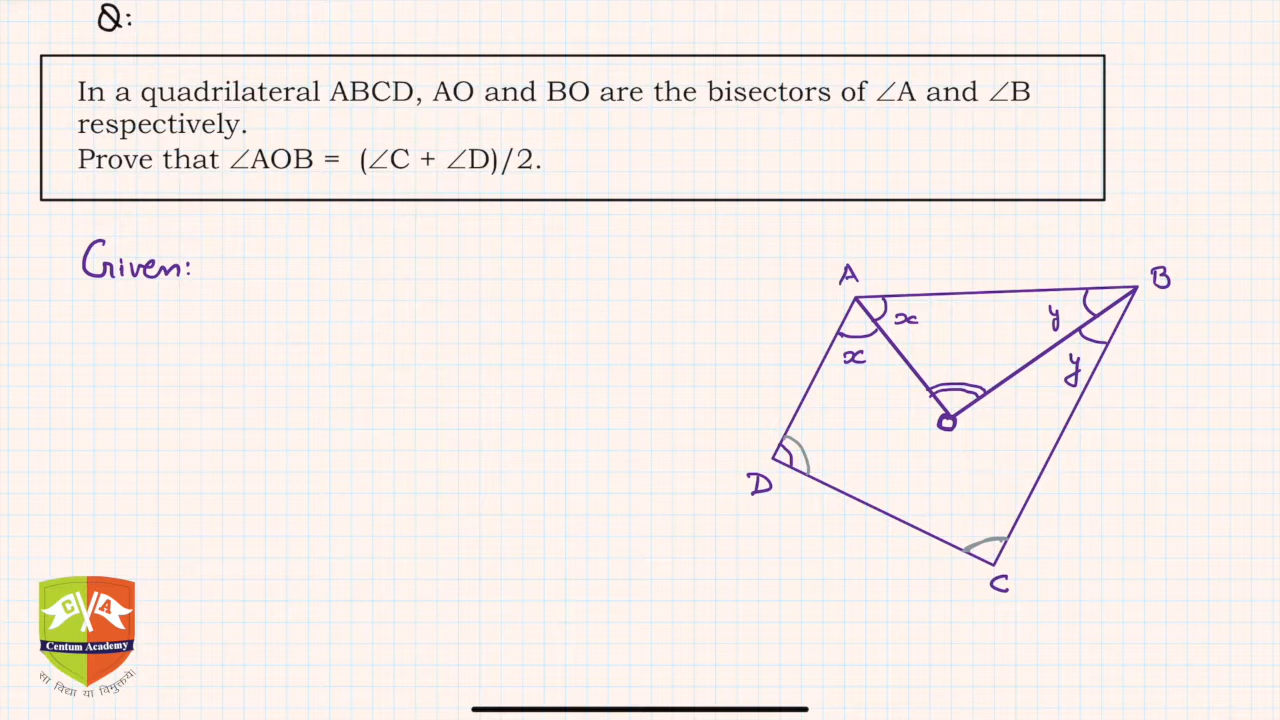 Q:
In a quadrilateral ABCD, AO and BO are the bisectors of ∠A and ∠B
respectively.
Prove that ∠AOB = (∠C + ∠D)/2.
Given:
A
B
x
y
x
y
O
D
C
C A
Centum Academy
सा विद्या या विमुक्तये।